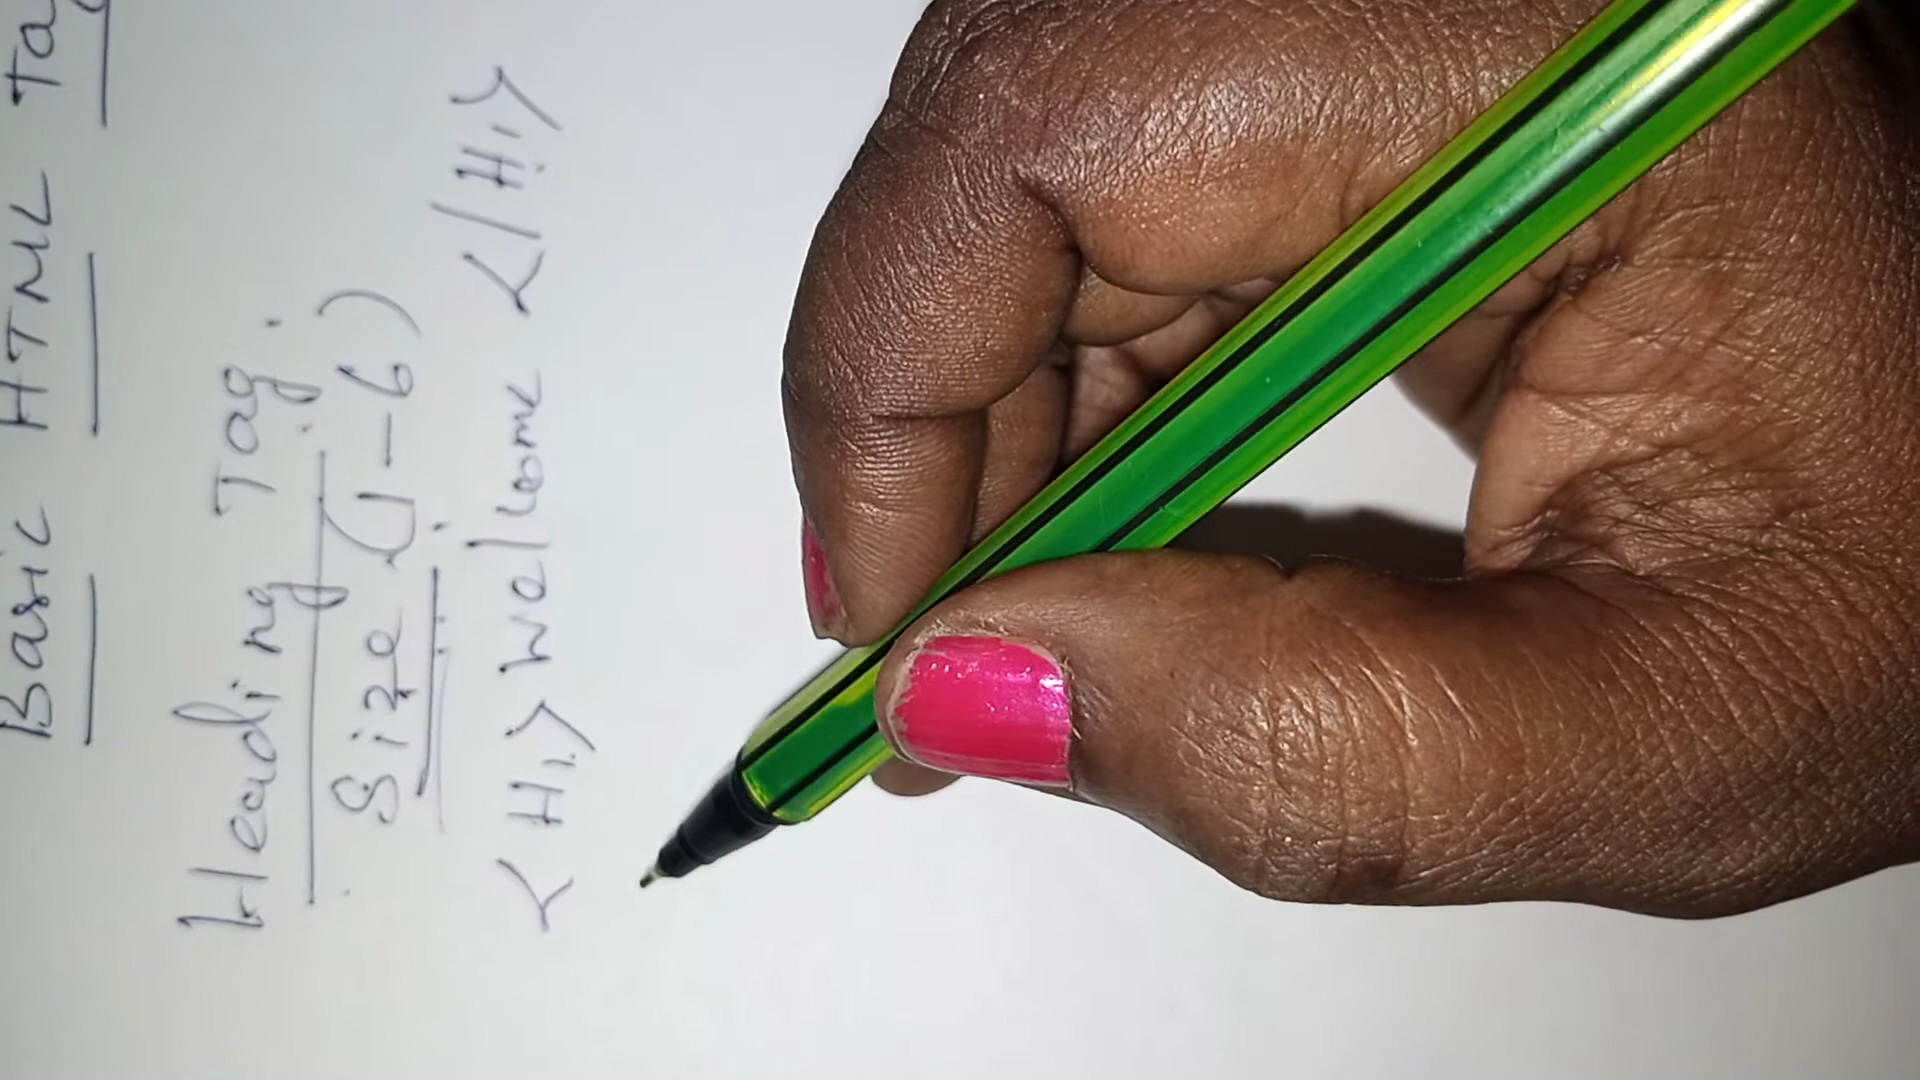 Basic HTML Ta
Heading Tag
Size (1-6)
<H1> Welcome </H1>